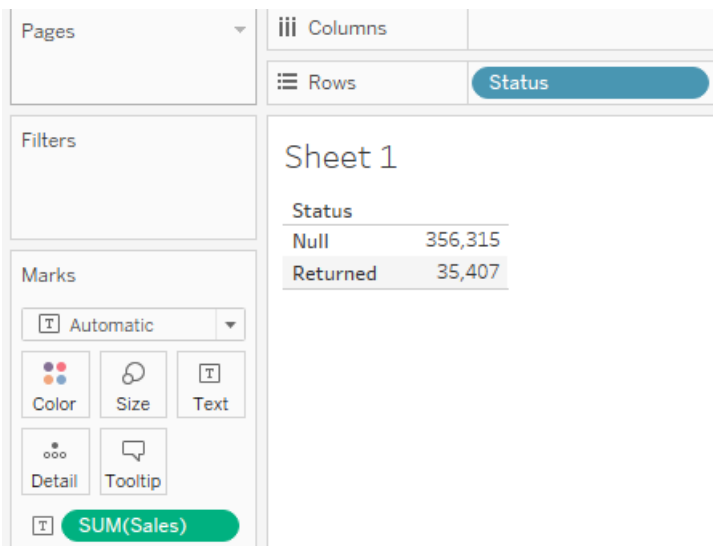 Pages
Columns
Rows
Status
Filters
Sheet 1
Status
Null 356,315
Returned 35,407
Marks
T Automatic
Color Size T Text
Detail Tooltip
T SUM(Sales)